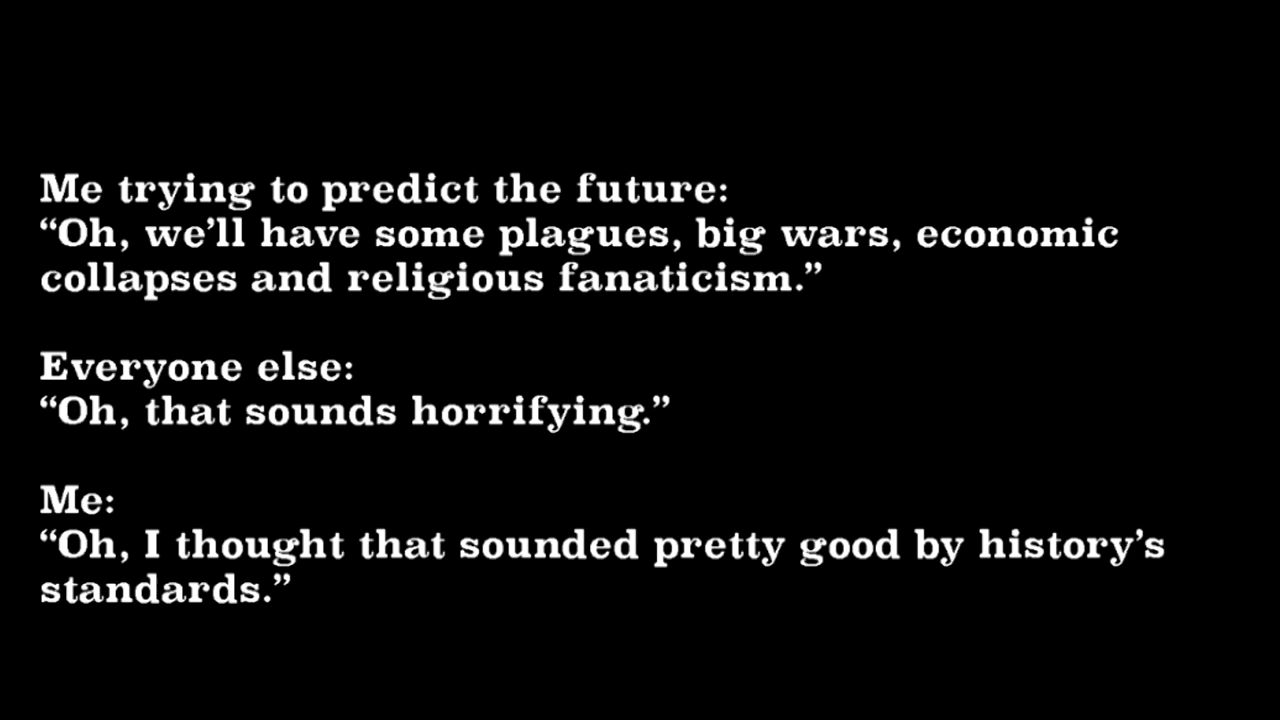 Me trying to predict the future:
“Oh, we’ll have some plagues, big wars, economic
collapses and religious fanaticism.”
Everyone else:
“Oh, that sounds horrifying.”
Me:
“Oh, I thought that sounded pretty good by history’s
standards.”